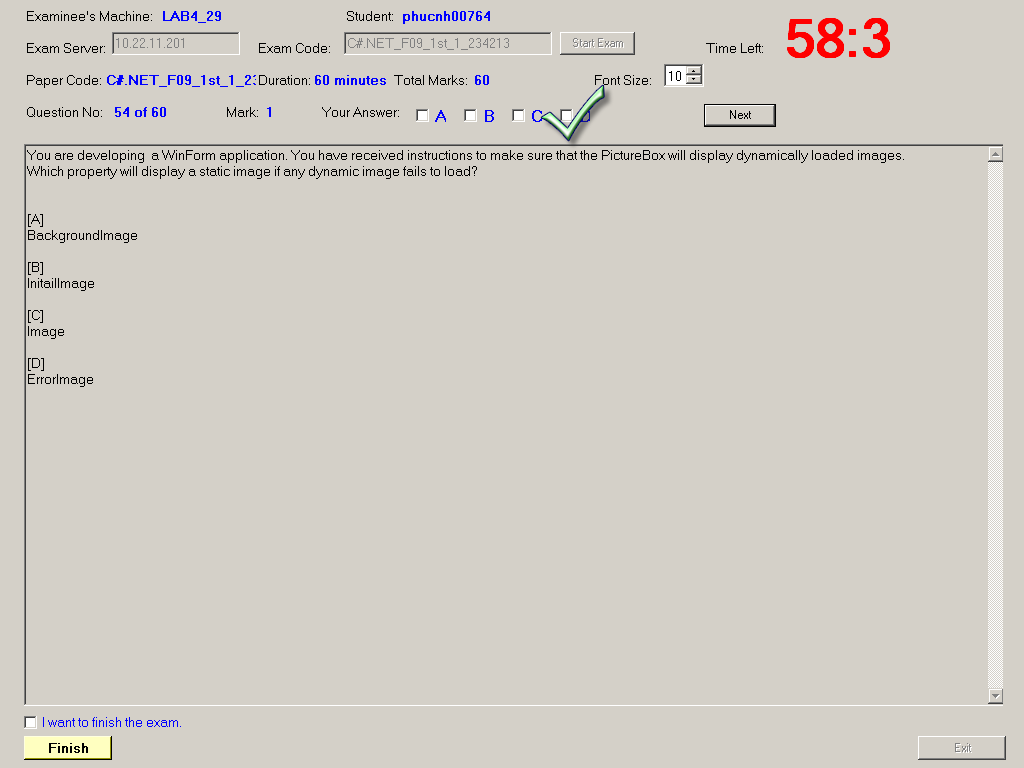 Examinee's Machine: LAB4_29 Student: phucnh00764
Exam Server: 10.22.11.201 Exam Code: C#.NET_F09_1st_1_234213 Start Exam Time Left: 58:3
Paper Code: C#.NET_F09_1st_1_23 Duration: 60 minutes Total Marks: 60 Font Size: 10
Question No: 54 of 60 Mark: 1 Your Answer: A B C D Next
You are developing a WinForm application. You have received instructions to make sure that the PictureBox will display dynamically loaded images.
Which property will display a static image if any dynamic image fails to load?
[A]
BackgroundImage
[B]
InitailImage
[C]
Image
[D]
ErrorImage
I want to finish the exam.
Finish Exit